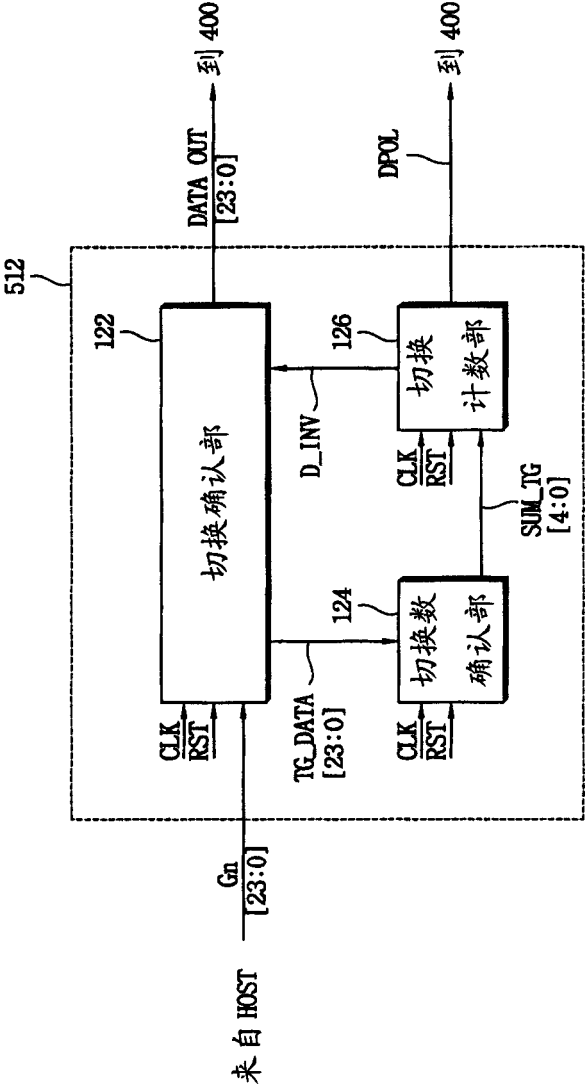 512
来自 HOST
Gn
[23:0]
CLK
RST
122
切换确认部
DATA OUT
[23:0]
到 400
TG_DATA
[23:0]
D_INV
CLK
RST
124
切换数
确认部
SUM_TG
[4:0]
CLK
RST
126
切换
计数部
DPOL
到 400